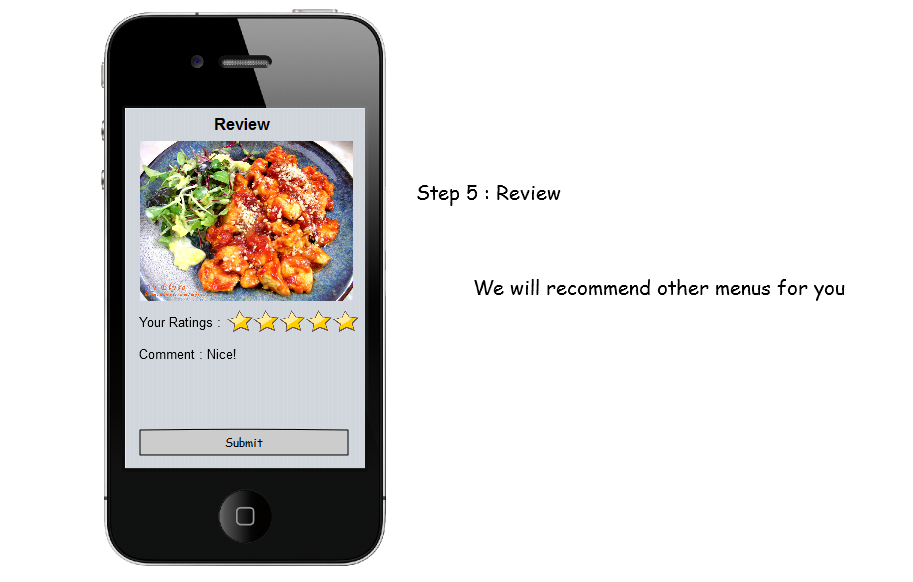 Review
Your Ratings :
Comment : Nice!
Submit
Step 5 : Review
We will recommend other menus for you